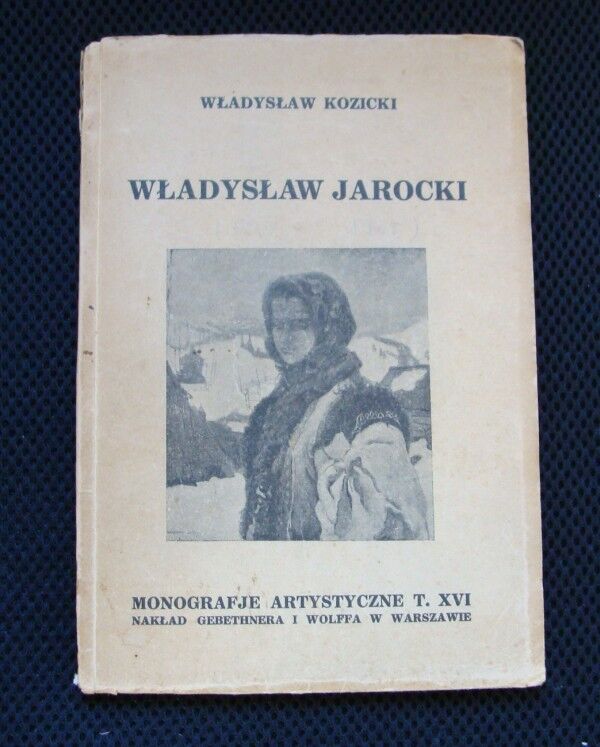 WŁADYSŁAW KOZICKI
WŁADYSŁAW JAROCKI
MONOGRAFJE ARTYSTYCZNE T. XVI
NAKŁAD GEBETHNERA I WOLFFA W WARSZAWIE